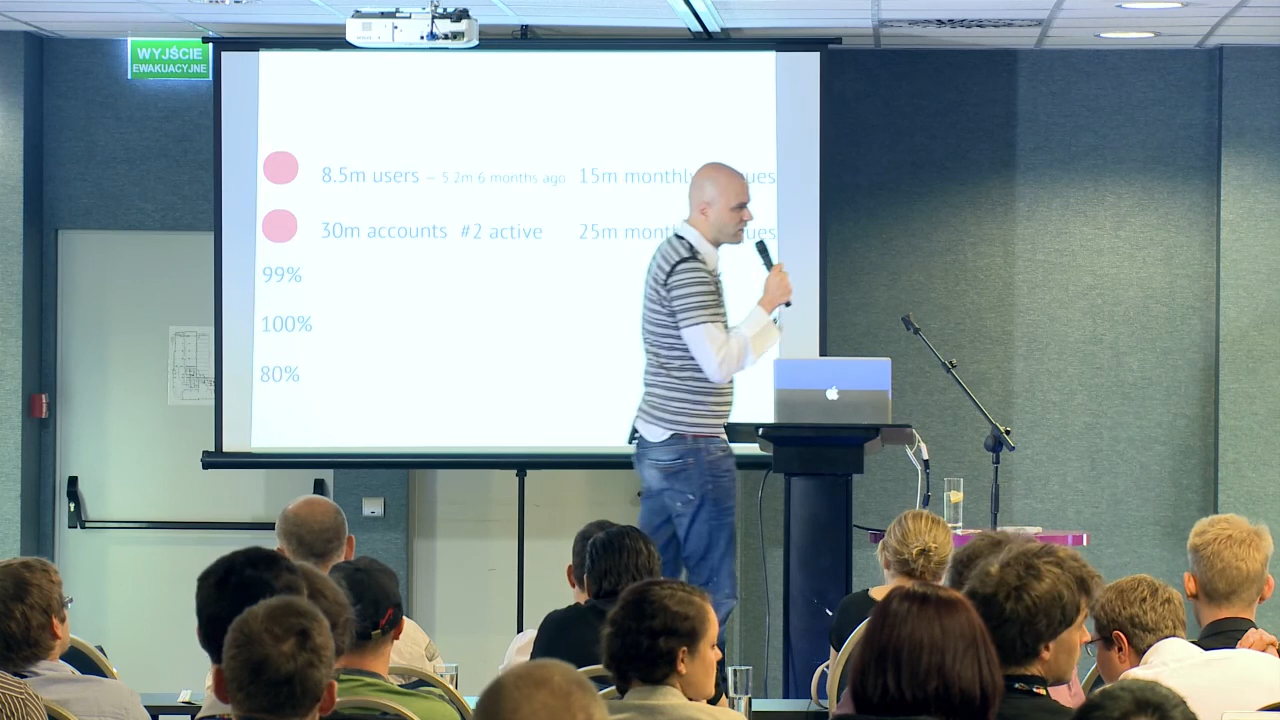 WYJŚCIE
EWAKUACYJNE
8.5m users – 5.2m 6 months ago 15m monthly
30m accounts #2 active 25m
99%
100%
80%